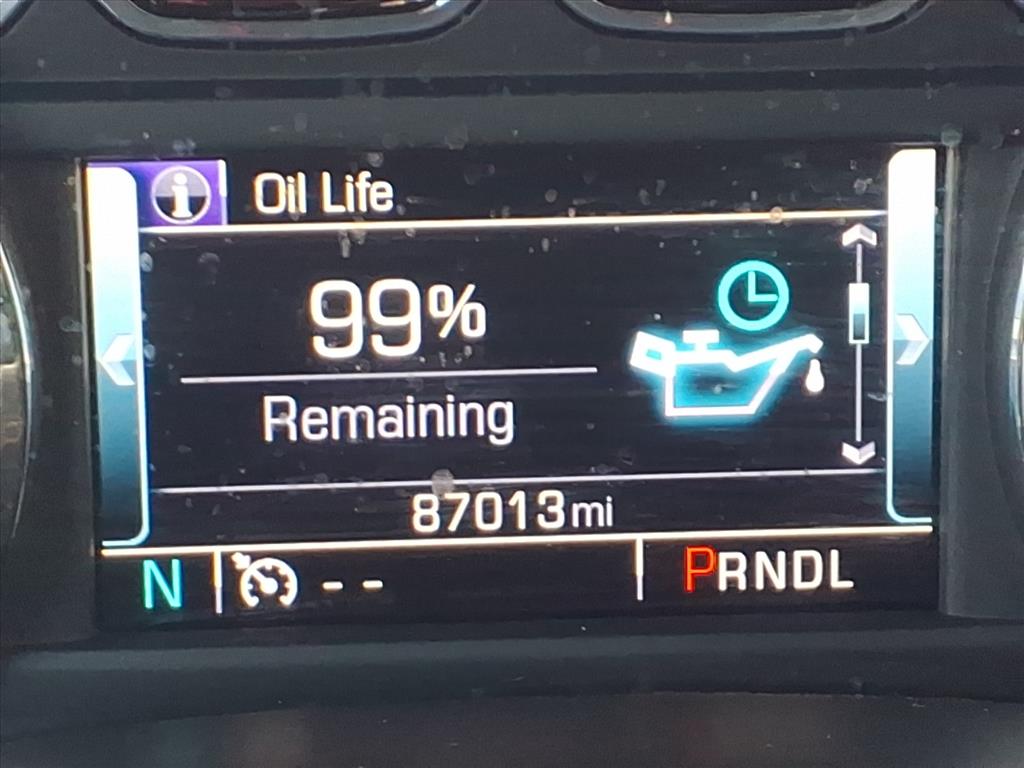 i Oil Life
99%
Remaining
87013mi
N -- PRNDL